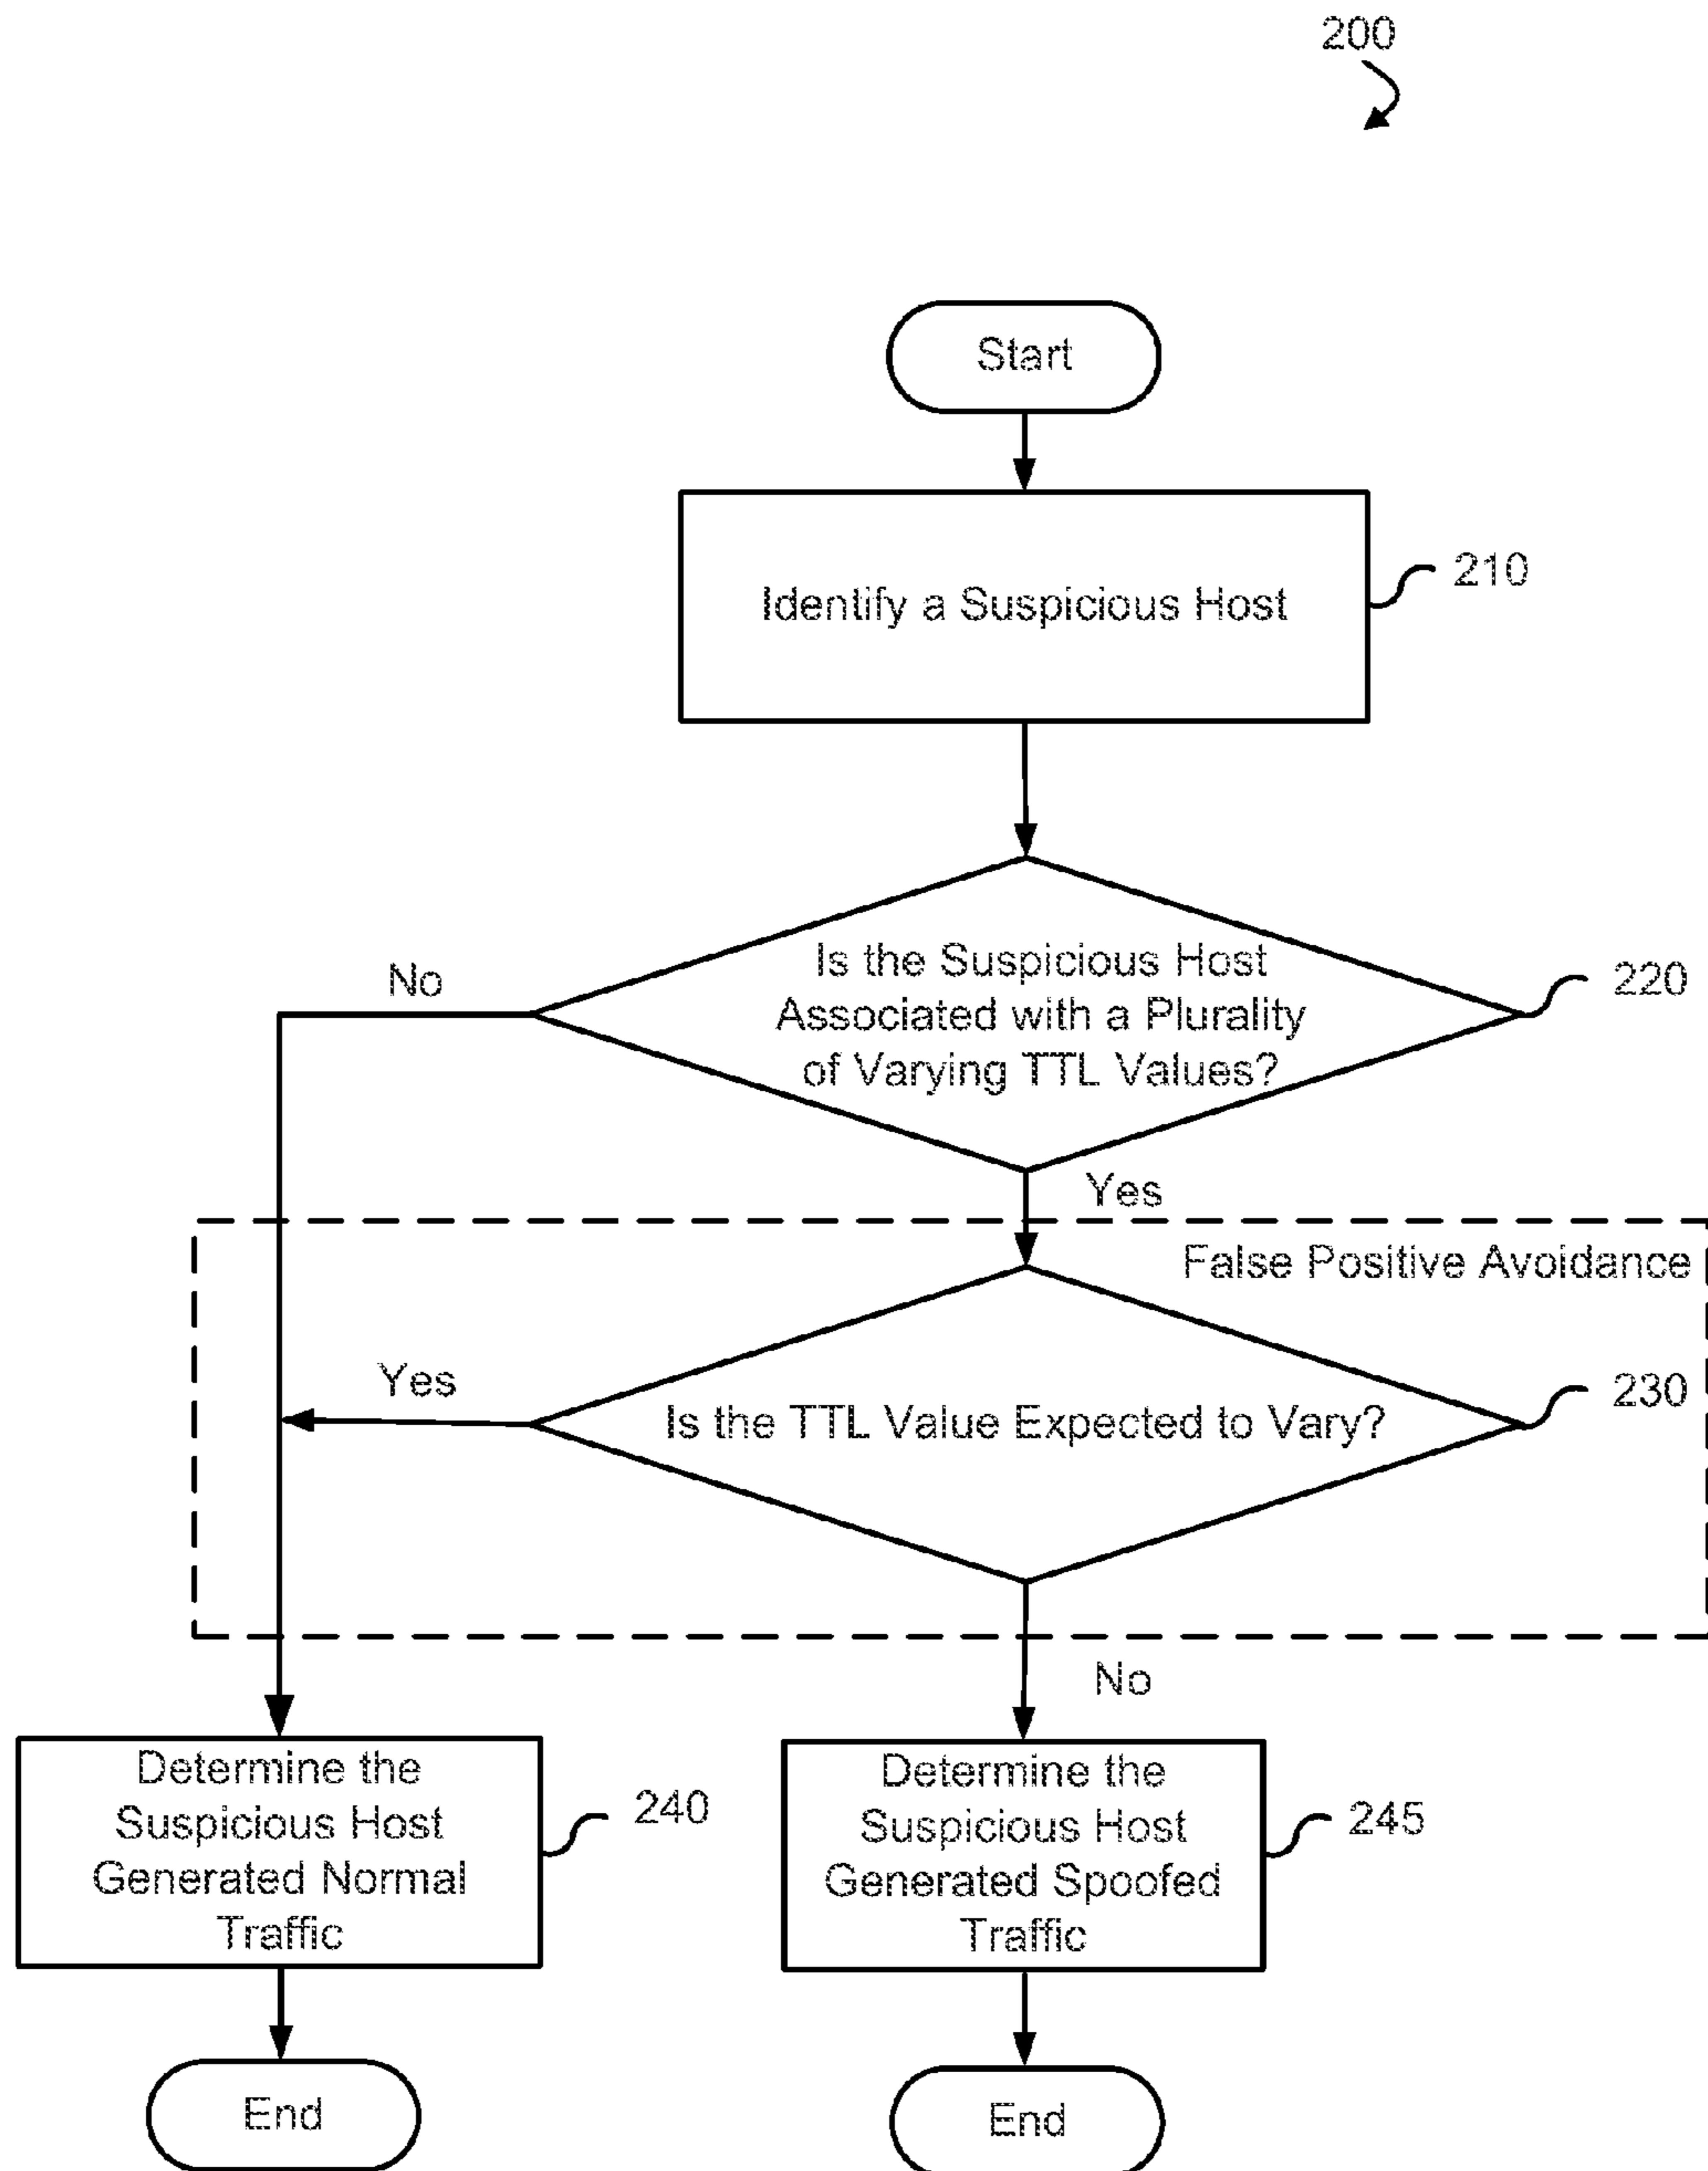 200
Start
Identify a Suspicious Host
210
Is the Suspicious Host
Associated with a Plurality
of Varying TTL Values?
220
No
Yes
False Positive Avoidance
Is the TTL Value Expected to Vary?
230
Yes
No
Determine the
Suspicious Host
Generated Normal
Traffic
240
Determine the
Suspicious Host
Generated Spoofed
Traffic
245
End
End